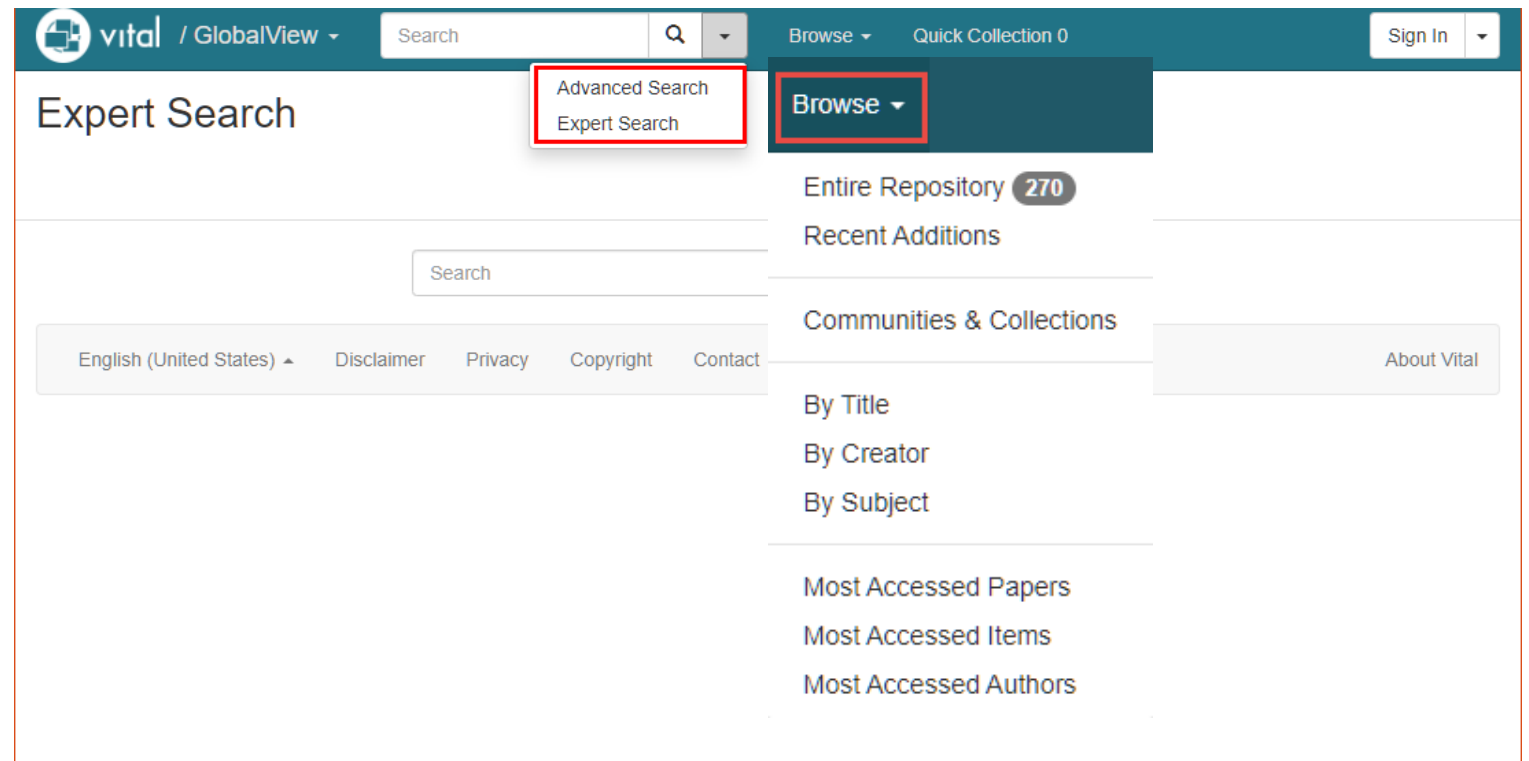 vital / GlobalView
Search
Browse
Quick Collection 0
Sign In
Advanced Search
Expert Search
Expert Search
Browse
Entire Repository 270
Recent Additions
Communities & Collections
By Title
By Creator
By Subject
Most Accessed Papers
Most Accessed Items
Most Accessed Authors
Search
English (United States)
Disclaimer
Privacy
Copyright
Contact
About Vital